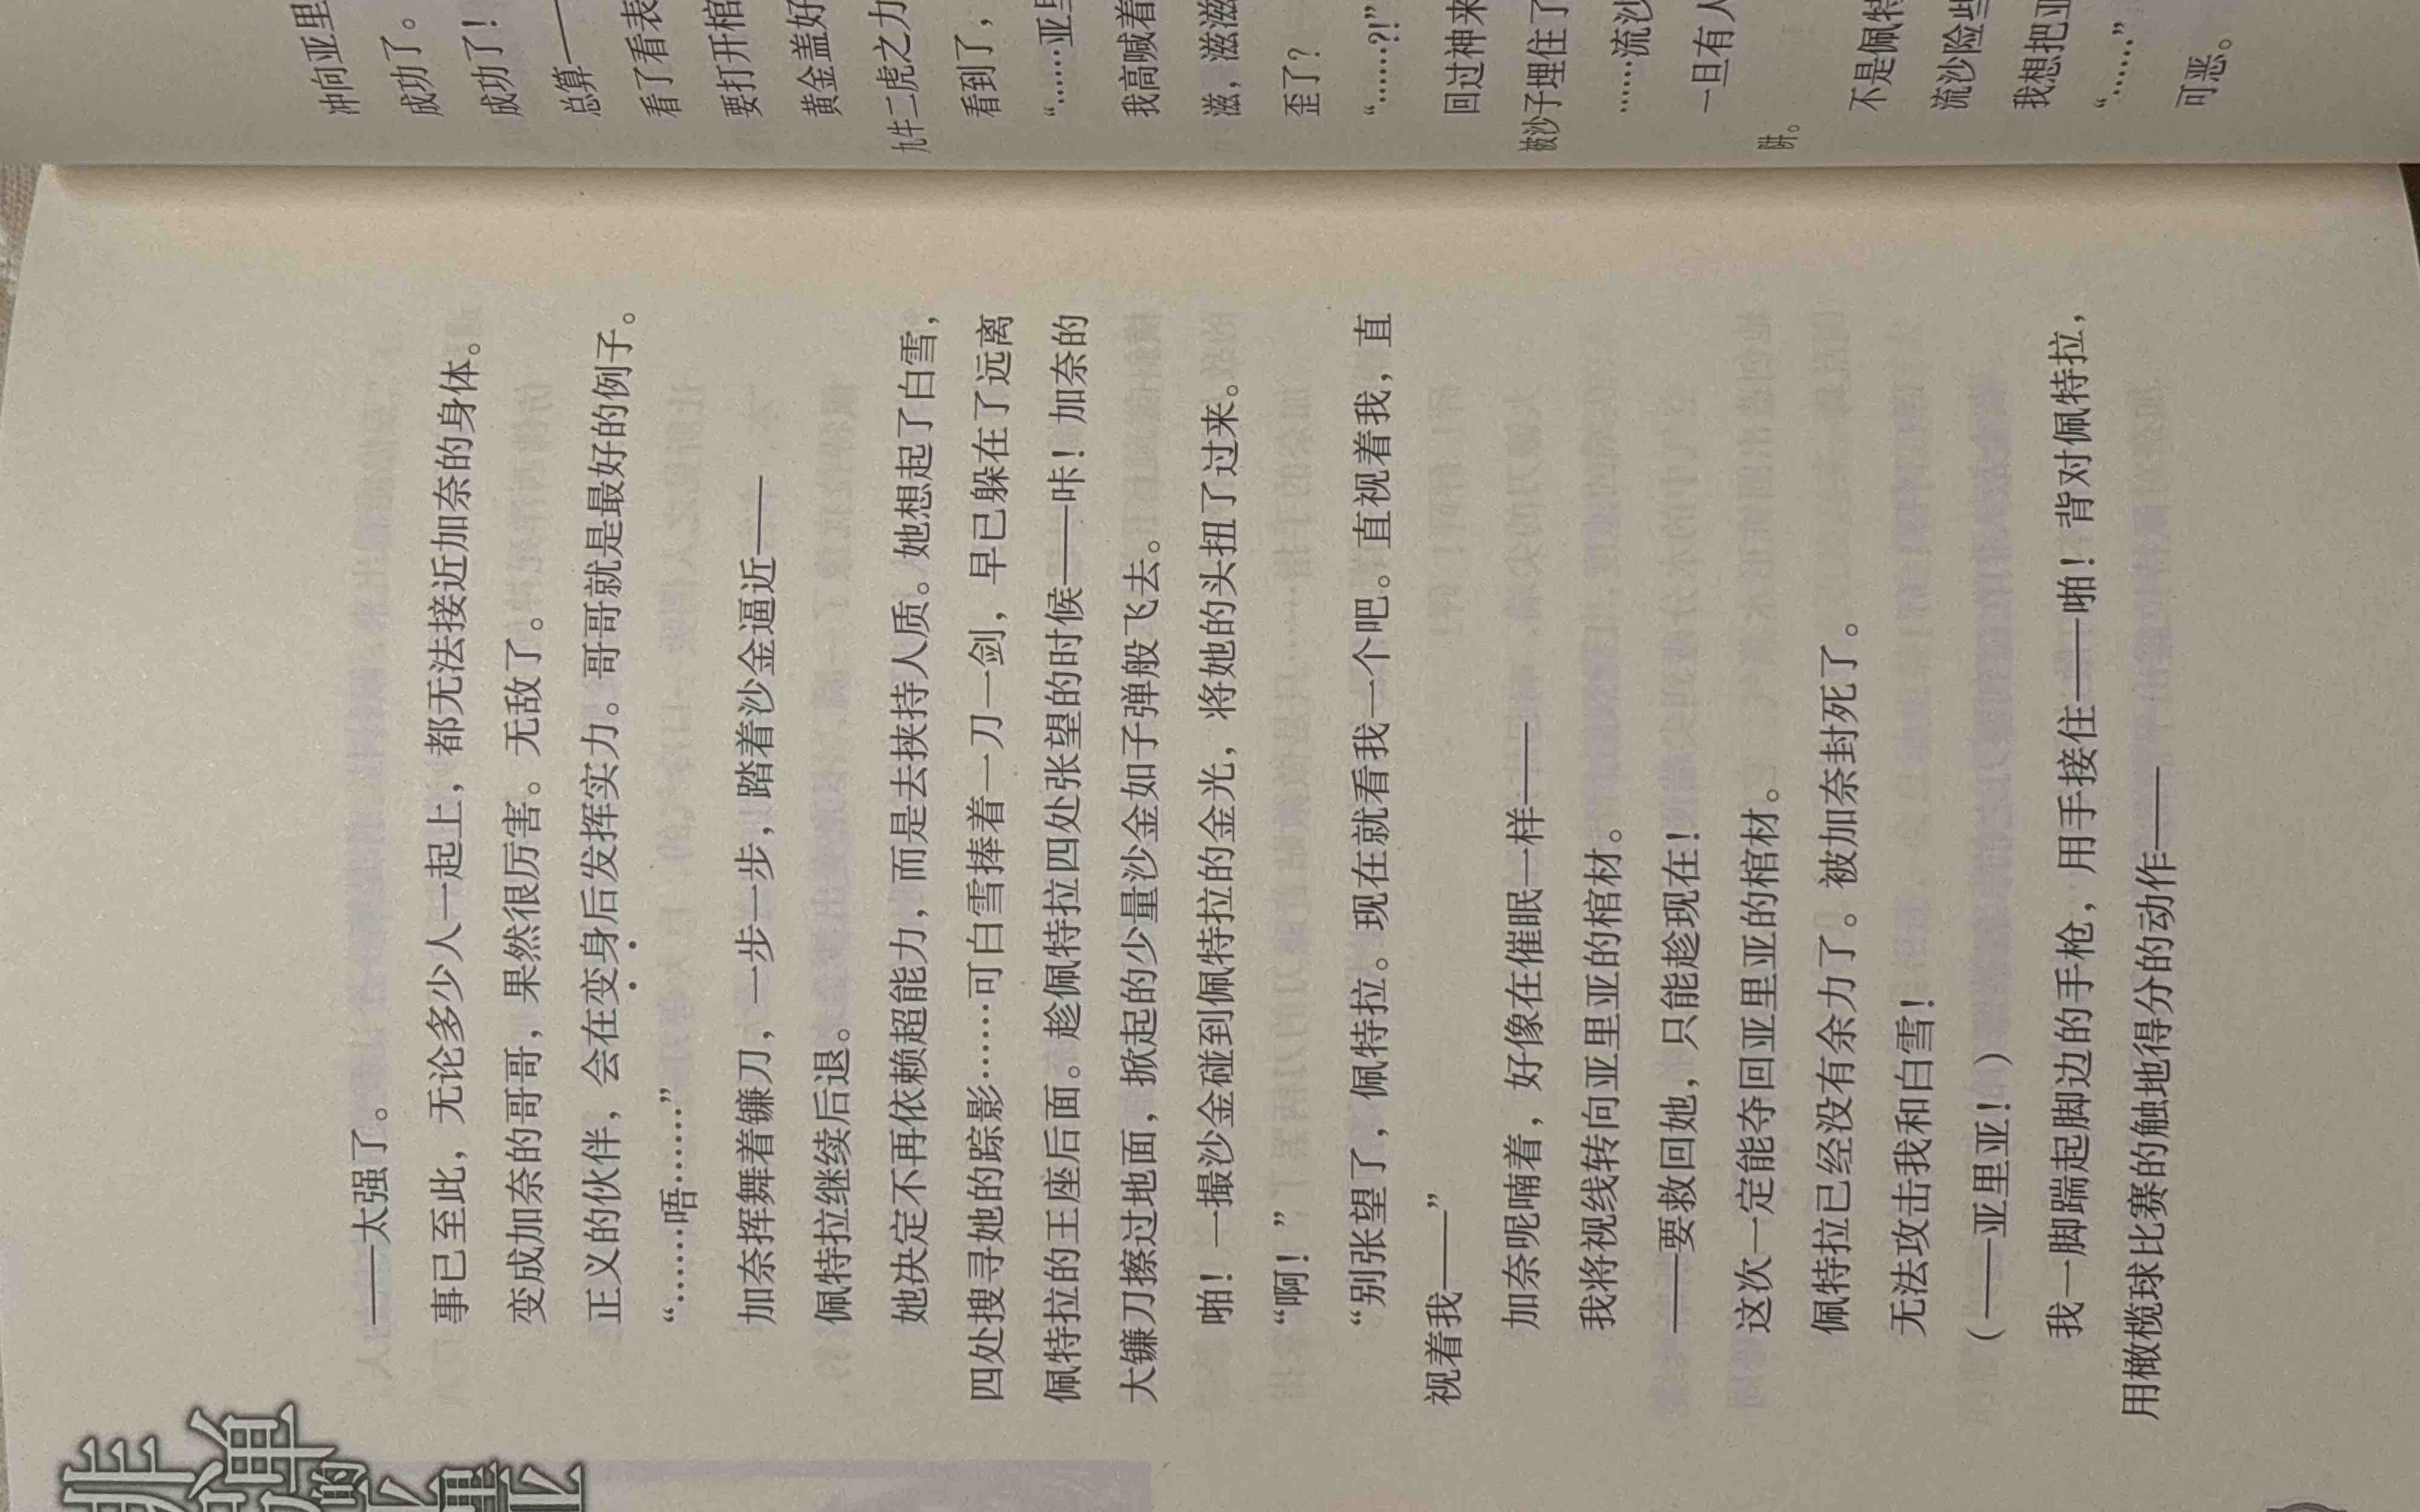 绯弹的亚里亚
——太强了。
事已至此，无论多少人一起上，都无法接近加奈的身体。
变成加奈的哥哥，果然很厉害。无敌了。
正义的伙伴，会在变身后发挥实力。哥哥就是最好的例子。
“……唔……”
加奈挥舞着镰刀，一步一步，踏着沙金逼近——
佩特拉继续后退。
她决定不再依赖超能力，而是去挟持人质。她想起了白雪，
四处搜寻她的踪影……可白雪捧着一刀一剑，早已躲在了远离
佩特拉的王座后面。趁佩特拉四处张望的时候——咔！加奈的
大镰刀擦过地面，掀起的少量沙金如子弹般飞去。
啪！一撮沙金碰到佩特拉的金光，将她的头扭了过来。
“啊！”
“别张望了，佩特拉。现在就看我一个吧。直视着我，直
视着我——”
加奈呢喃着，好像在催眠一样——
我将视线转向亚里亚的棺材。
——要救回她，只能趁现在！
这次一定能夺回亚里亚的棺材。
佩特拉已经没有余力了。被加奈封死了。
无法攻击我和白雪！
（——亚里亚！）
我一脚踹起脚边的手枪，用手接住——啪！背对佩特拉，
用橄榄球比赛的触地得分的动作——
冲向亚里
成功了。
成功了！
总算——
看了看表
要打开棺
黄金盖好
九牛二虎之力
看到了，
“……亚里
我高喊着
滋，滋滋
歪了？
“……?!”
回过神来
被沙子埋住了
……流沙
一旦有人
阱。
不是佩特
流沙险些
我想把亚
“……”
可恶。